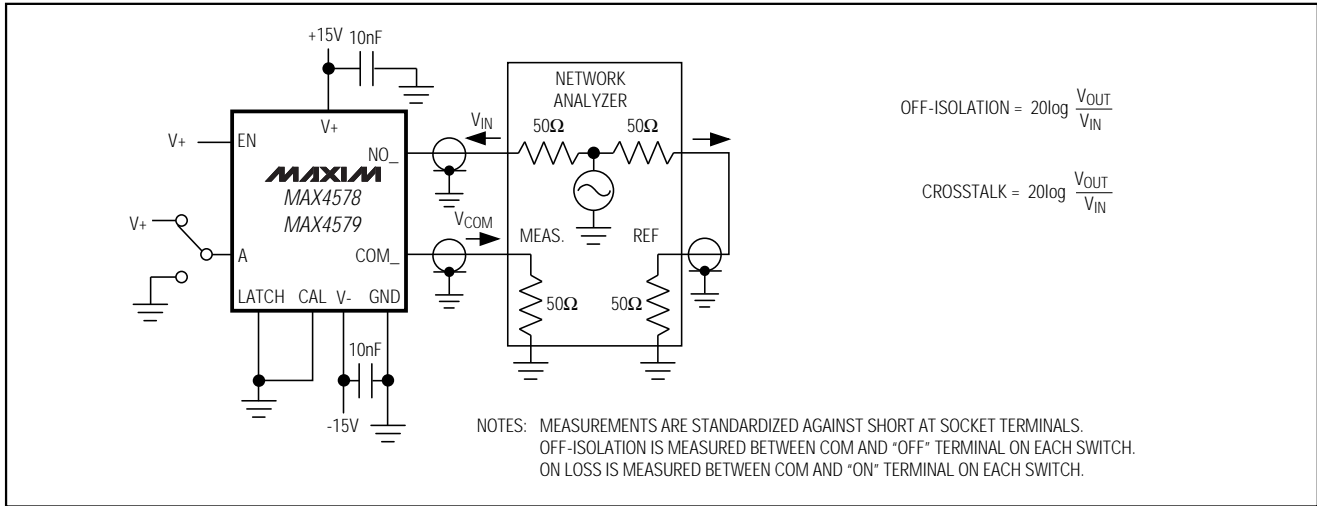 +15V 10nF
V+
V+ EN
NO_
MAXIM
MAX4578
MAX4579
V+
A
COM_
LATCH CAL V- GND
10nF
-15V
VIN
VCOM
NETWORK
ANALYZER
50Ω 50Ω
MEAS. REF
50Ω 50Ω
OFF-ISOLATION = 20log VOUT
VIN
CROSSTALK = 20log VOUT
VIN
NOTES: MEASUREMENTS ARE STANDARDIZED AGAINST SHORT AT SOCKET TERMINALS.
OFF-ISOLATION IS MEASURED BETWEEN COM AND "OFF" TERMINAL ON EACH SWITCH.
ON LOSS IS MEASURED BETWEEN COM AND "ON" TERMINAL ON EACH SWITCH.